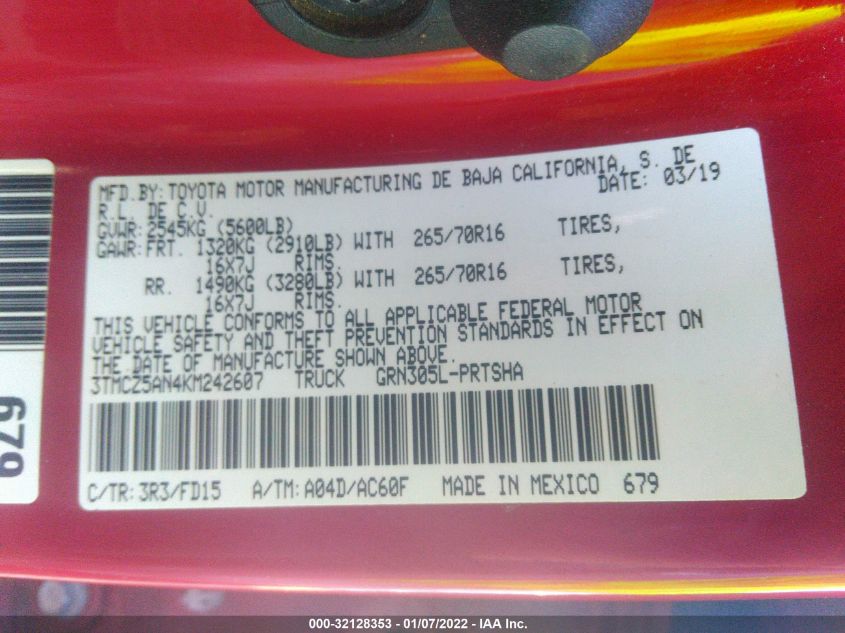 MFD.BY: TOYOTA MOTOR MANUFACTURING DE BAJA CALIFORNIA, S. DE
R.L. DE C.V. DATE: 03/19
GVWR: 2545KG (5600LB)
GAWR: FRT. 1320KG (2910LB) WITH 265/70R16 TIRES,
16X7J RIMS.
RR. 1490KG (3280LB) WITH 265/70R16 TIRES,
16X7J RIMS.
THIS VEHICLE CONFORMS TO ALL APPLICABLE FEDERAL MOTOR
VEHICLE SAFETY AND THEFT PREVENTION STANDARDS IN EFFECT ON
THE DATE OF MANUFACTURE SHOWN ABOVE.
3TMCZ5AN4KM242607 TRUCK GRN305L-PRTSHA
C/TR: 3R3/FD15 A/TM: A04D/AC60F MADE IN MEXICO 679
679
000-32128353 - 01/07/2022 - IAA Inc.